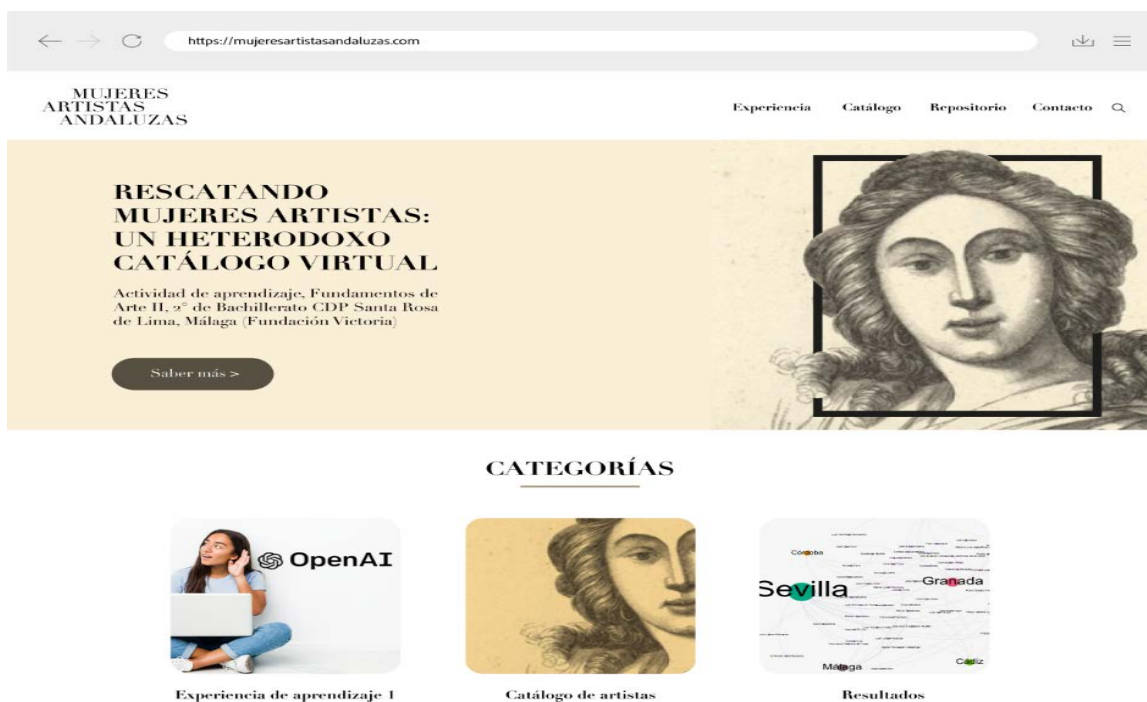 https://mujeresartistasandaluzas.com
MUJERES
ARTISTAS
ANDALUZAS
Experiencia Catálogo Repositorio Contacto
RESCATANDO
MUJERES ARTISTAS:
UN HETERODOXO
CATÁLOGO VIRTUAL
Actividad de aprendizaje, Fundamentos de
Arte II, 2° de Bachillerato CDP Santa Rosa
de Lima, Málaga (Fundación Victoria)
Saber más >
CATEGORÍAS
OpenAI
Córdoba
Sevilla
Granada
Málaga
Cádiz
Experiencia de aprendizaje 1
Catálogo de artistas
Resultados